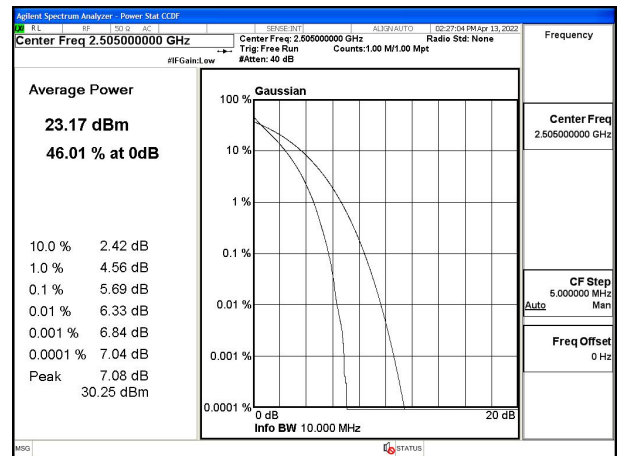 Agilent Spectrum Analyzer - Power Stat CCDF
RL RF 50 Ω AC SENSE:INT ALIGNAUTO 02:27:04 PM Apr 13, 2022
Center Freq 2.505000000 GHz
Center Freq: 2.505000000 GHz Radio Std: None
Trig: Free Run Counts:1.00 M/1.00 Mpt
#IFGain:Low #Atten: 40 dB
Frequency
Average Power
23.17 dBm
46.01 % at 0dB
10.0 % 2.42 dB
1.0 % 4.56 dB
0.1 % 5.69 dB
0.01 % 6.33 dB
0.001 % 6.84 dB
0.0001 % 7.04 dB
Peak 7.08 dB
30.25 dBm
Gaussian
100 %
10 %
1 %
0.1 %
0.01 %
0.001 %
0.0001 %
0 dB 20 dB
Info BW 10.000 MHz
Center Freq
2.505000000 GHz
CF Step
5.000000 MHz
Auto Man
Freq Offset
0 Hz
MSG STATUS